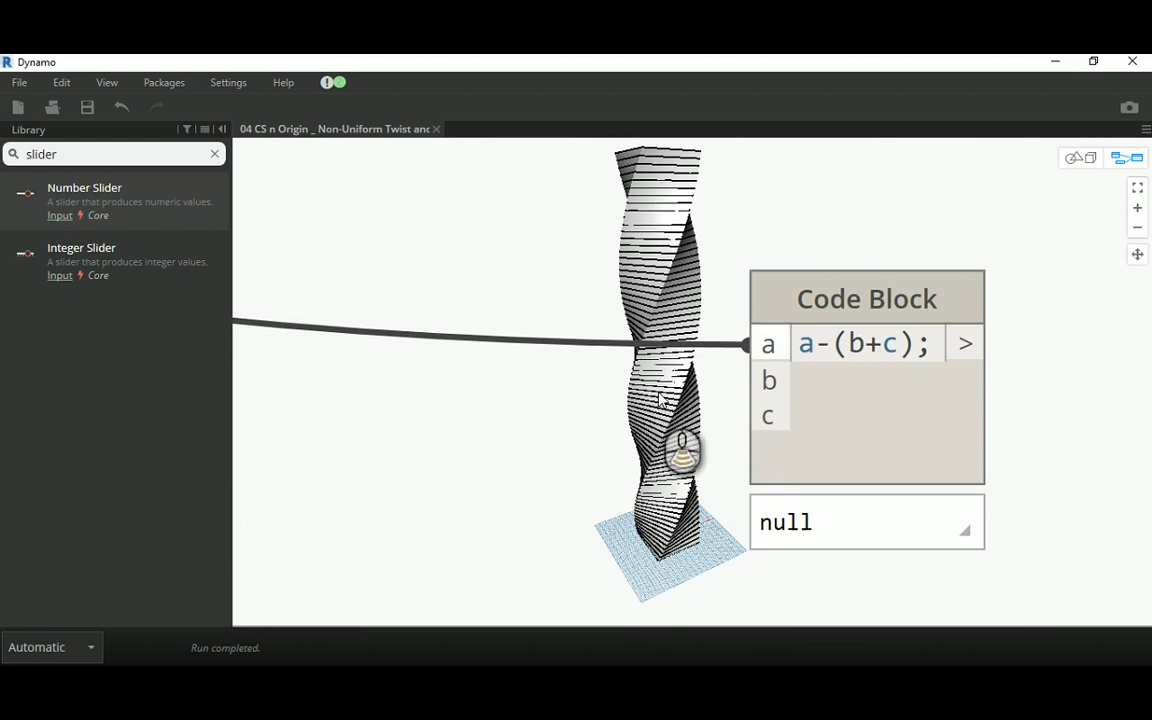 R Dynamo
File Edit View Packages Settings Help !
Library
04 CS n Origin _ Non-Uniform Twist and
slider
Number Slider
A slider that produces numeric values.
Input Core
Integer Slider
A slider that produces integer values.
Input Core
Code Block
a a-(b+c); >
b
c
null
Automatic
Run completed.